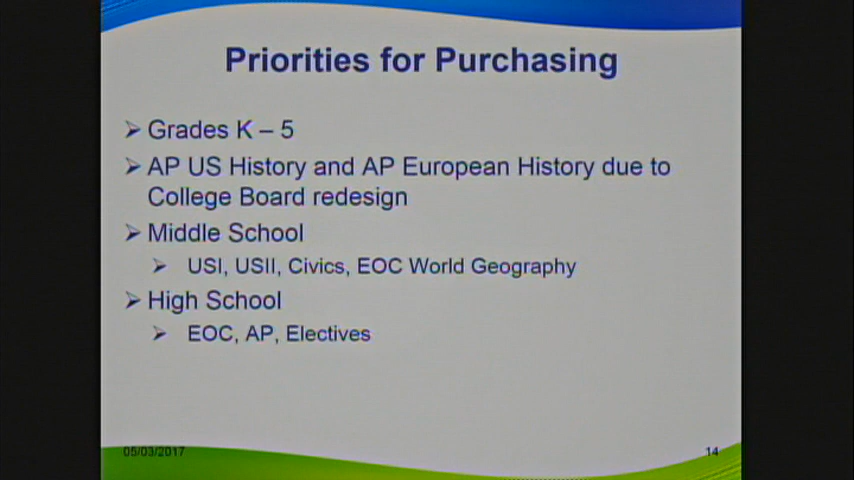 Priorities for Purchasing
➢ Grades K – 5
➢ AP US History and AP European History due to
College Board redesign
➢ Middle School
➢ USI, USII, Civics, EOC World Geography
➢ High School
➢ EOC, AP, Electives
05/03/2017
14